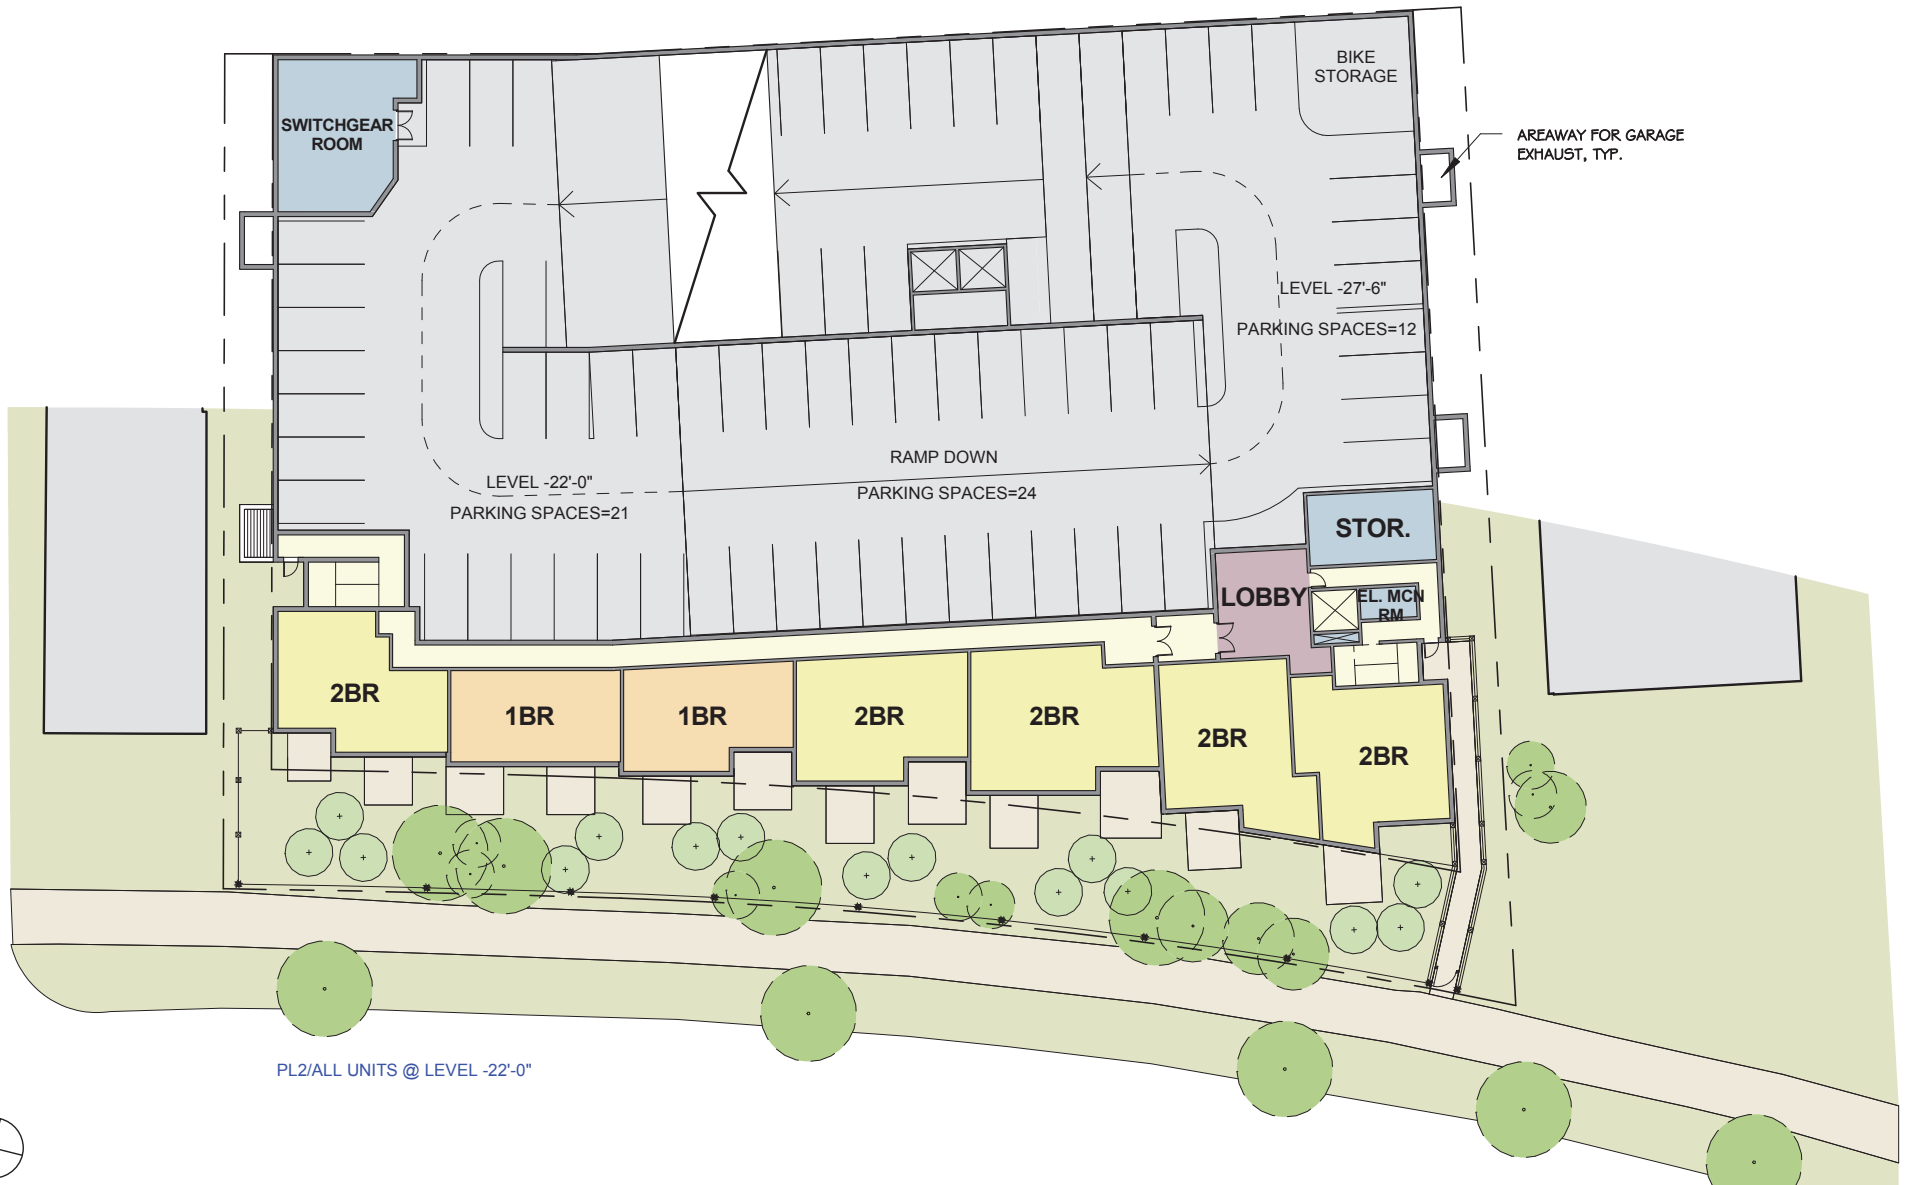 BIKE
STORAGE
SWITCHGEAR
ROOM
AREAWAY FOR GARAGE
EXHAUST, TYP.
LEVEL -27'-6"
PARKING SPACES=12
RAMP DOWN
PARKING SPACES=24
LEVEL -22'-0"
PARKING SPACES=21
STOR.
LOBBY
EL. MCN
RM
2BR
1BR
1BR
2BR
2BR
2BR
2BR
PL2/ALL UNITS @ LEVEL -22'-0"